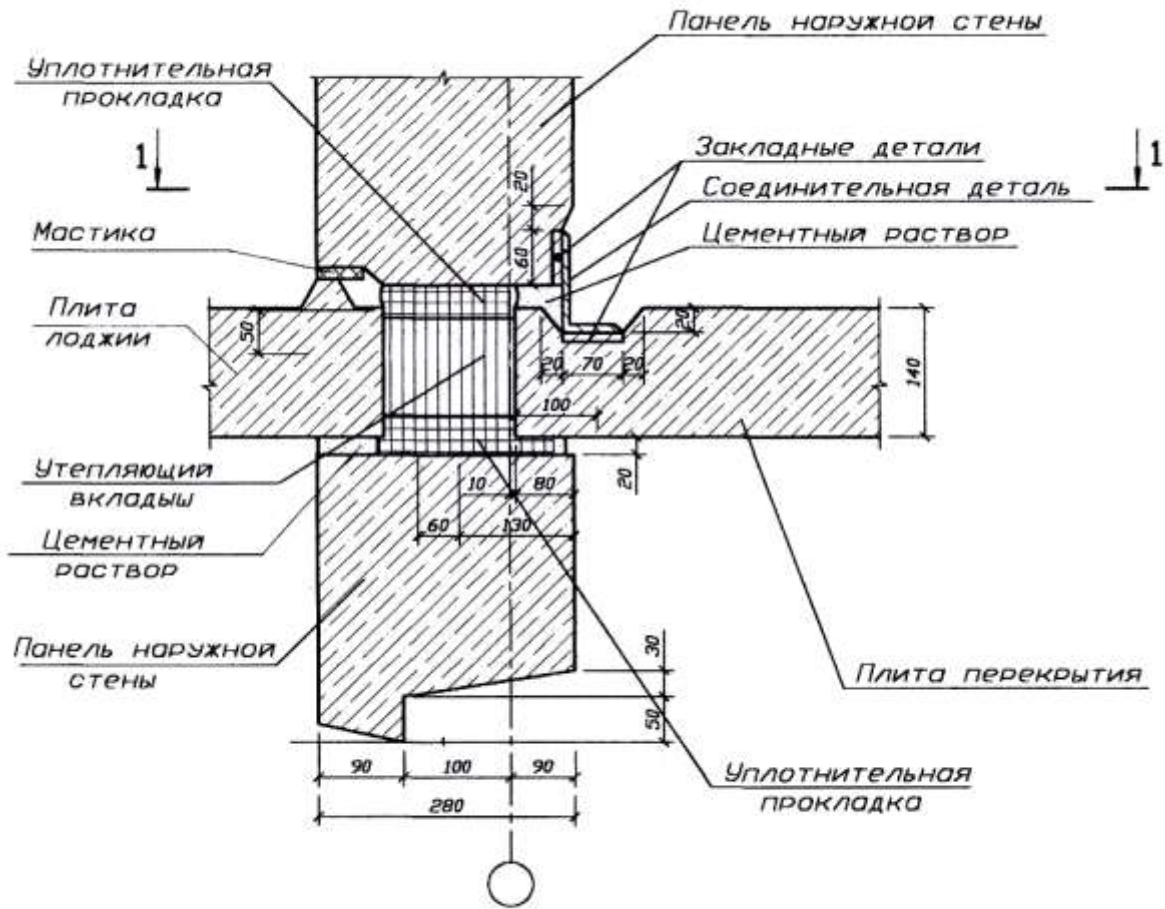 Панель наружной стены
Уплотнительная
прокладка
1
1
Закладные детали
Соединительная деталь
Цементный раствор
20
60
Мастика
Плита
лоджии
50
20
20
70
20
140
100
Утепляющий
вкладыш
10
80
20
60
130
Цементный
раствор
Панель наружной
стены
30
Плита перекрытия
50
90
100
90
Уплотнительная
прокладка
280